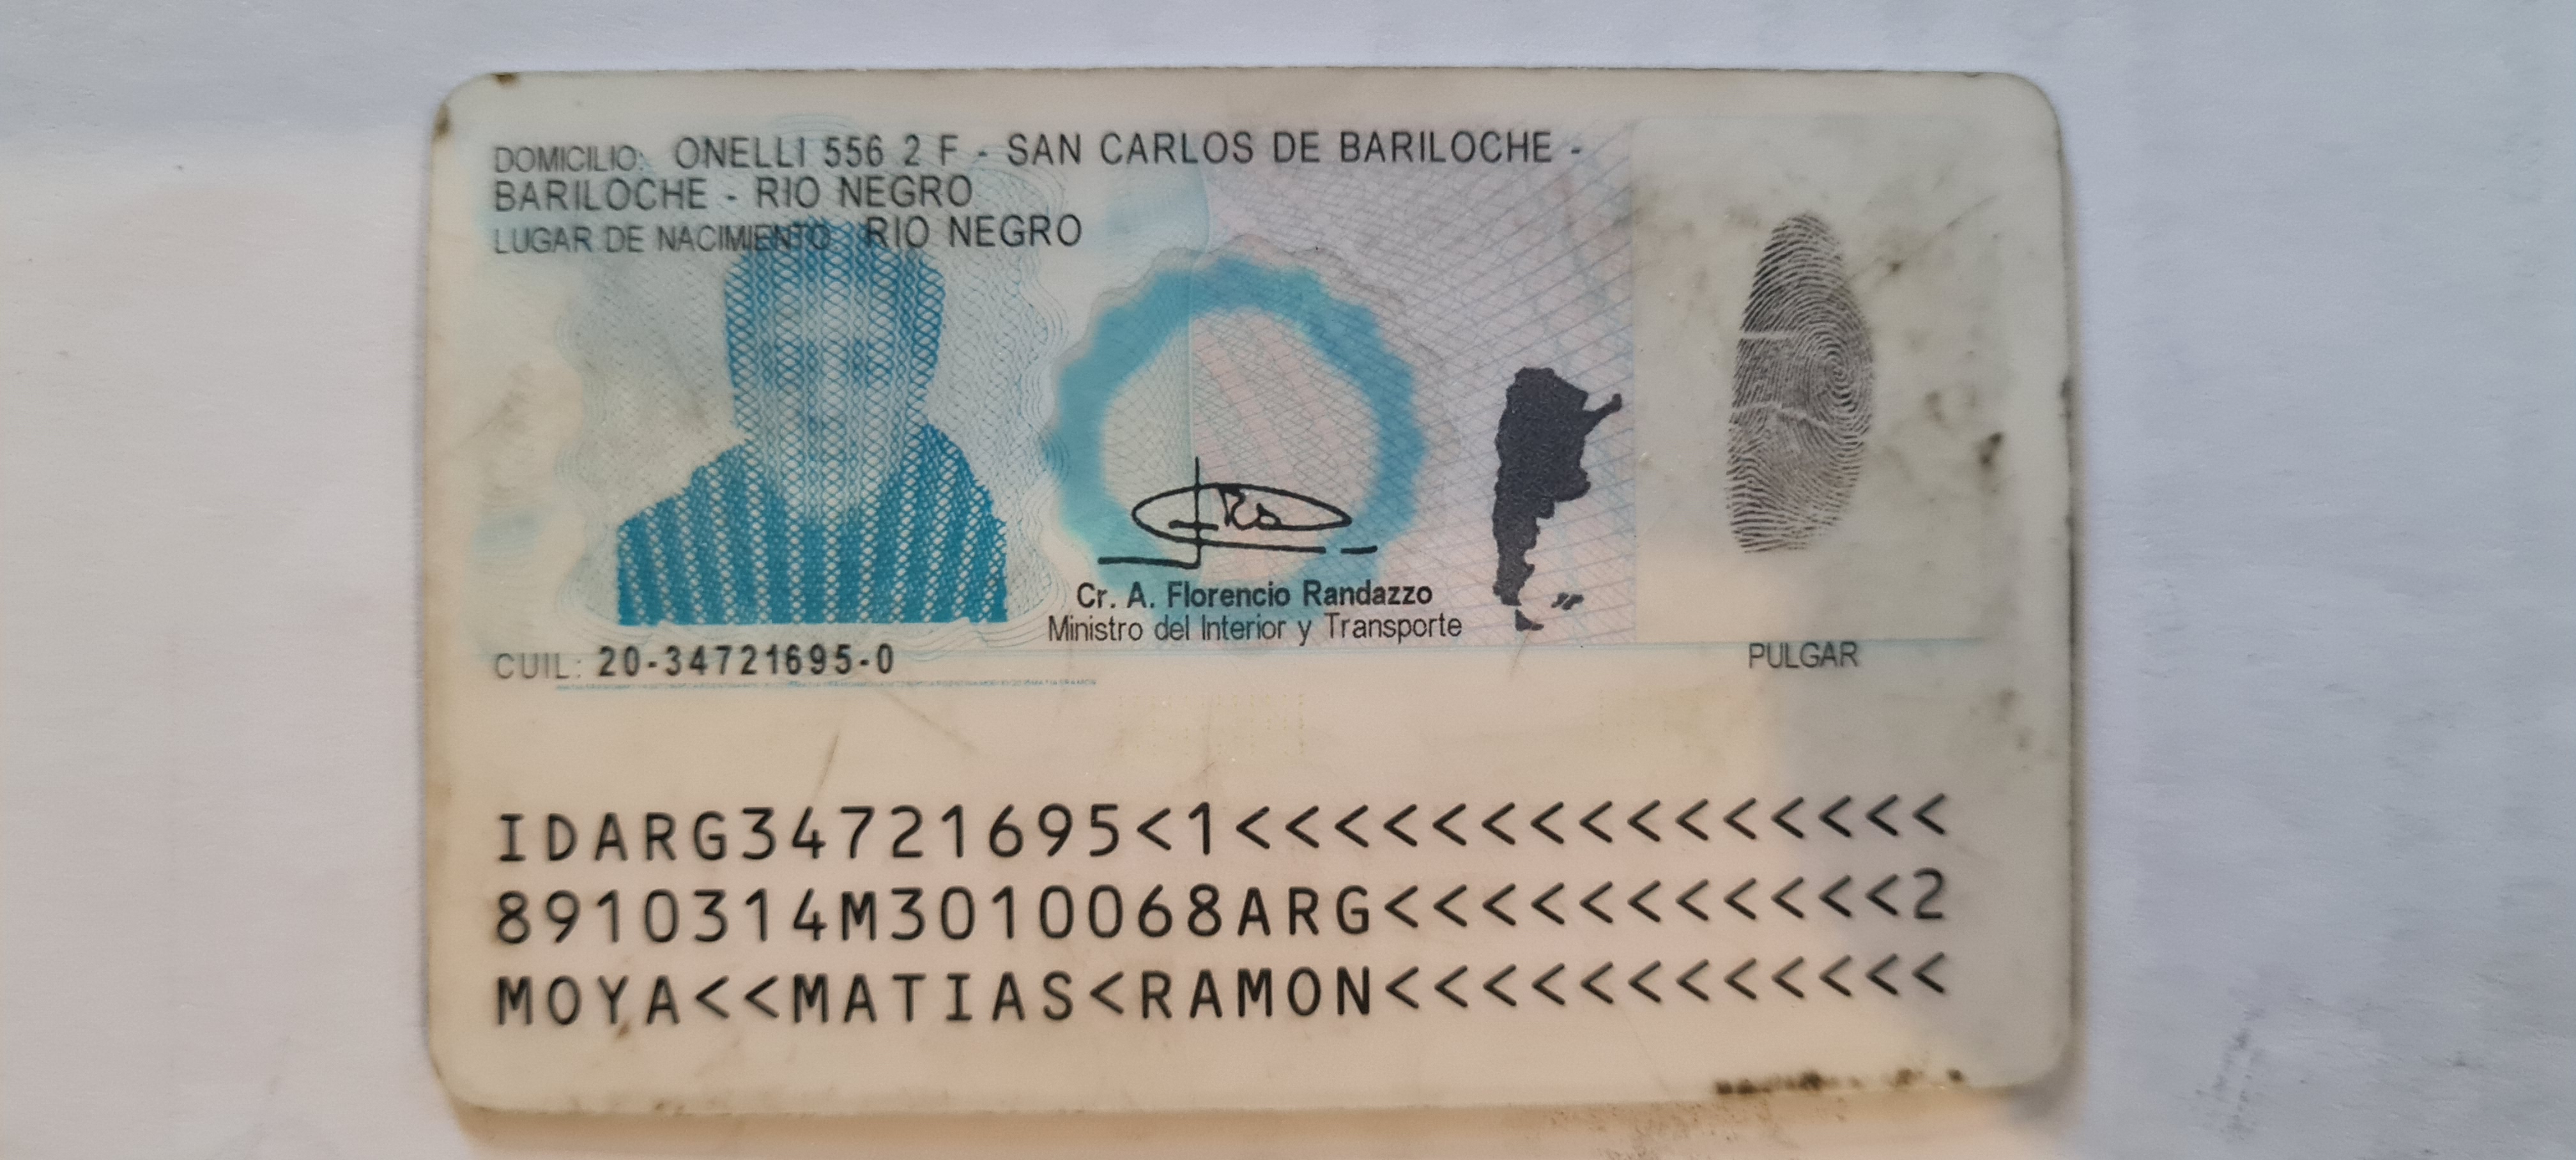 DOMICILIO: ONELLI 556 2 F - SAN CARLOS DE BARILOCHE -
BARILOCHE - RIO NEGRO
LUGAR DE NACIMIENTO: RIO NEGRO
Cr. A. Florencio Randazzo
Ministro del Interior y Transporte
CUIL: 20-34721695-0
PULGAR
IDARG34721695<1<<<<<<<<<<<<<<<
8910314M3010068ARG<<<<<<<<<<<2
MOYA<<MATIAS<RAMON<<<<<<<<<<<<